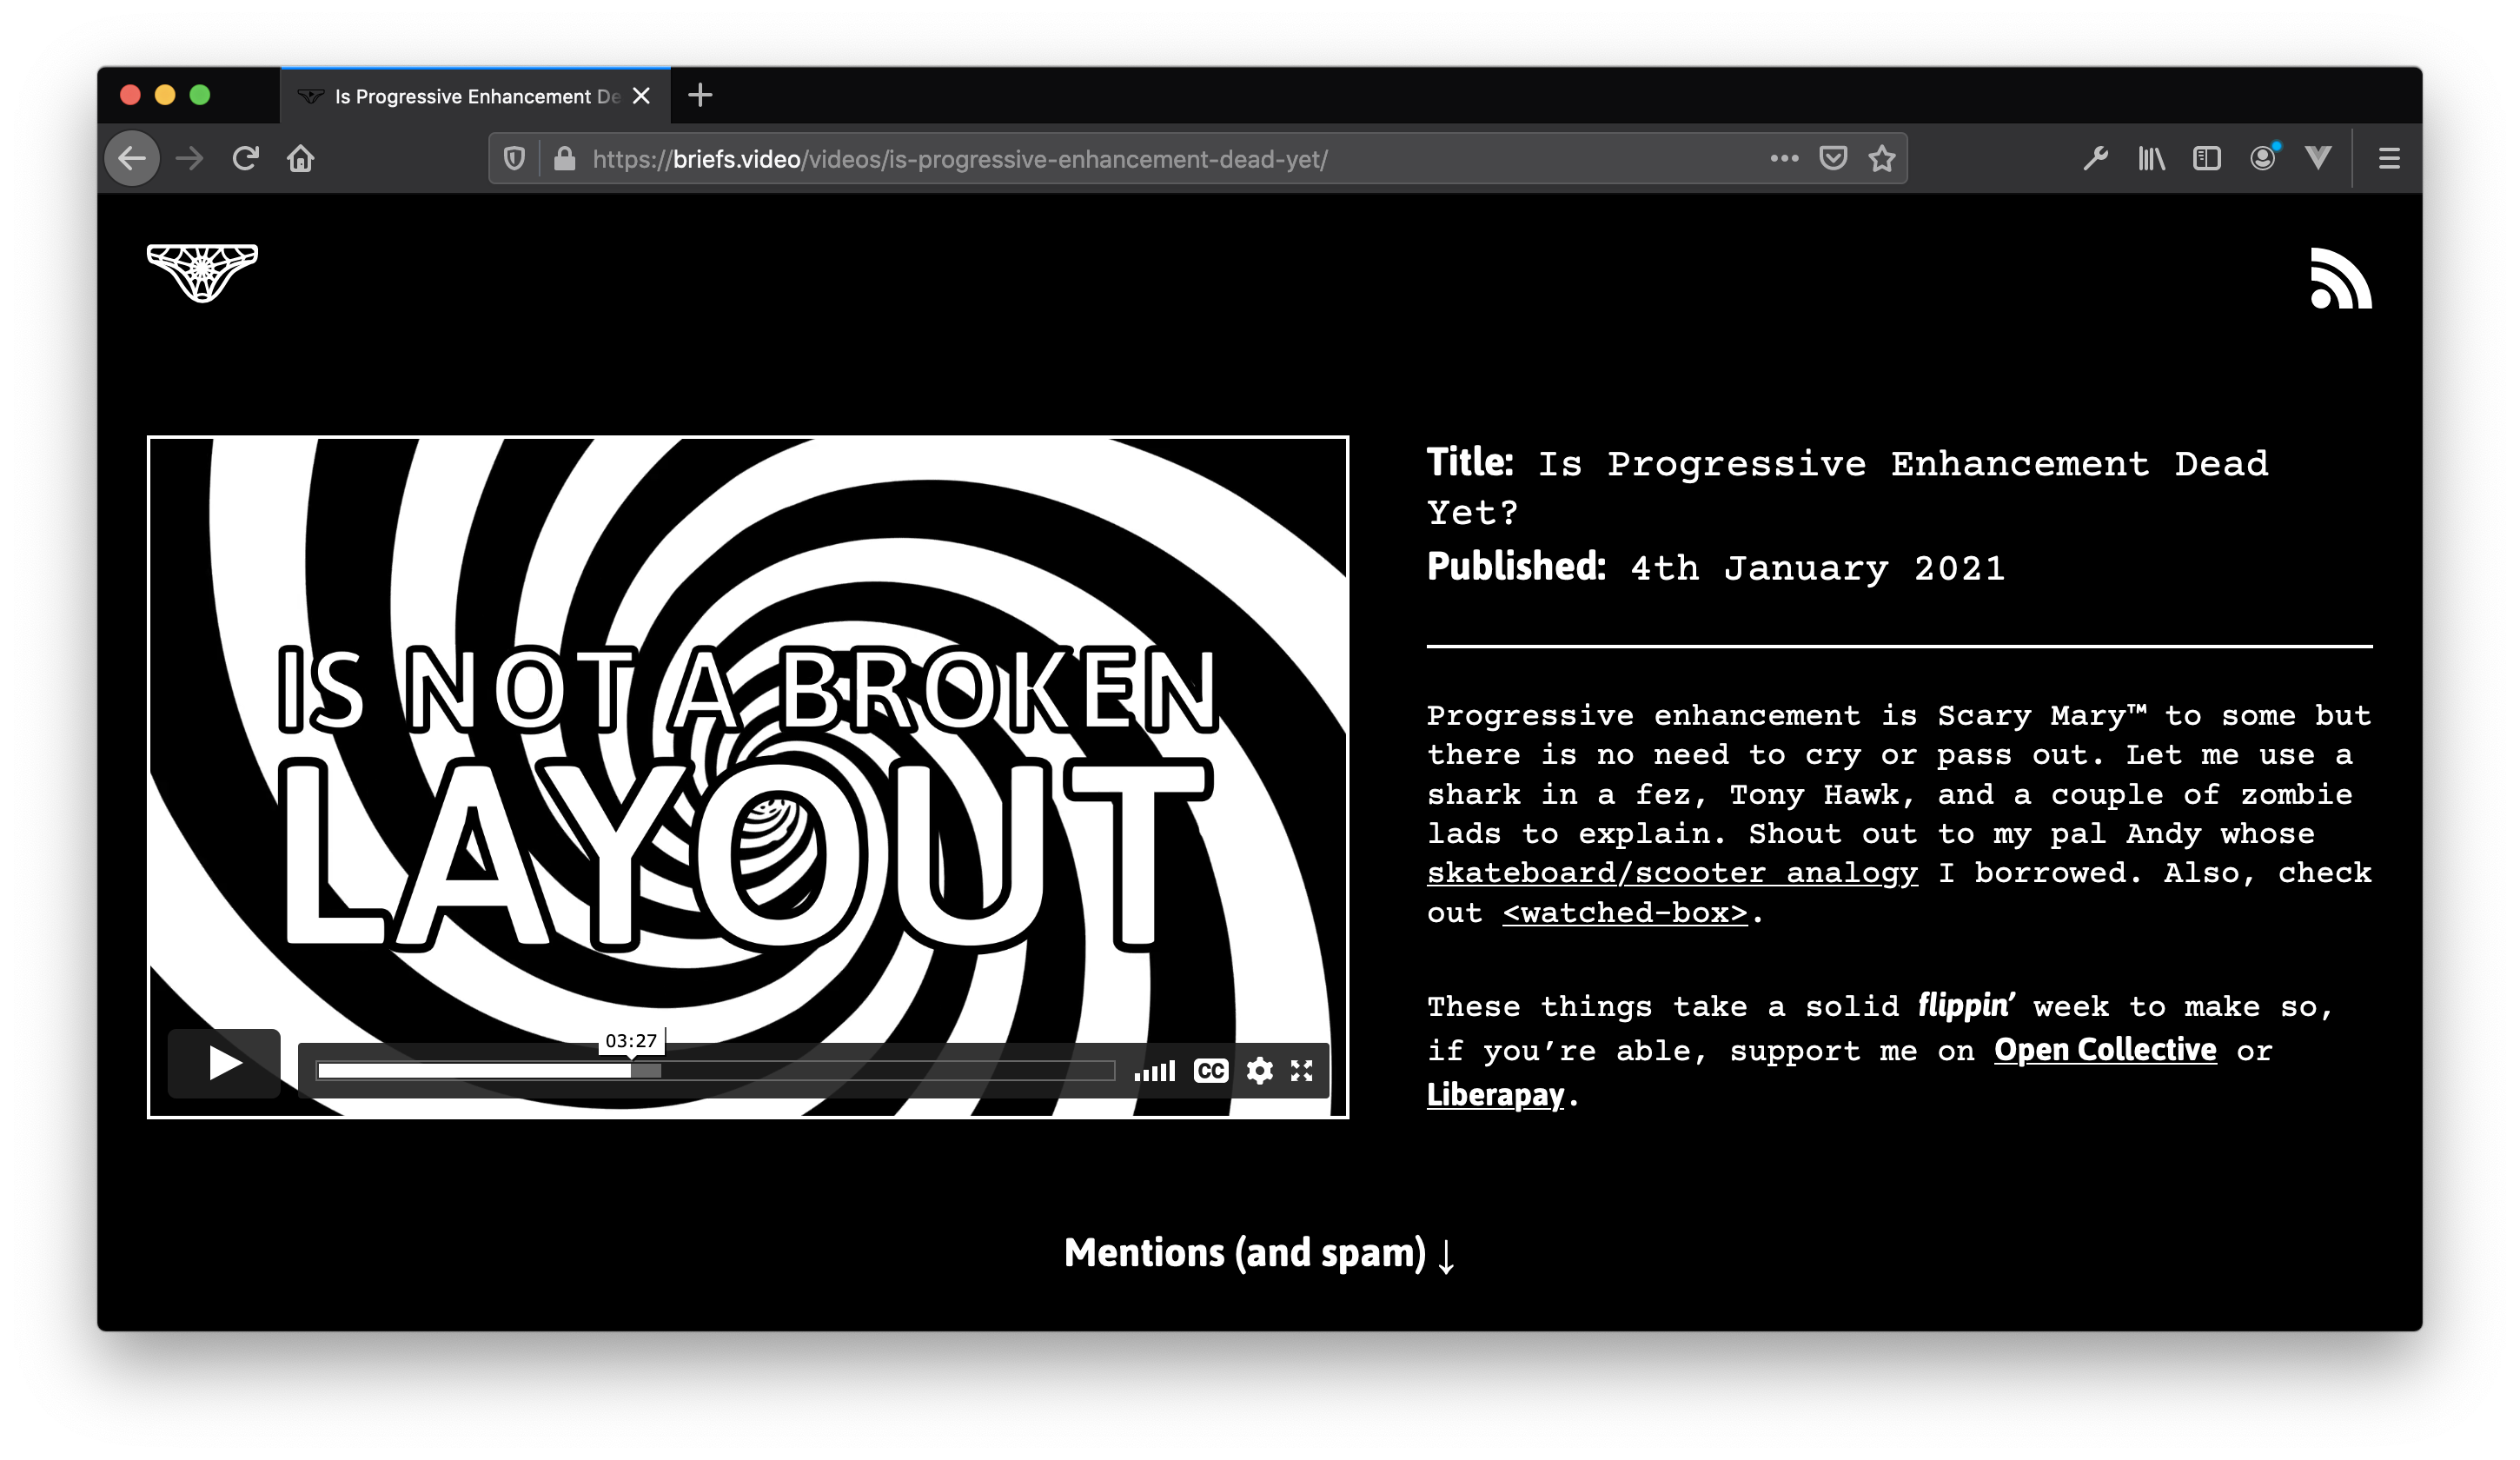 Is Progressive Enhancement De
https://briefs.video/videos/is-progressive-enhancement-dead-yet/
IS NOT A BROKEN
LAYOUT
03:27
CC
Title: Is Progressive Enhancement Dead
Yet?
Published: 4th January 2021
Progressive enhancement is Scary Mary™ to some but
there is no need to cry or pass out. Let me use a
shark in a fez, Tony Hawk, and a couple of zombie
lads to explain. Shout out to my pal Andy whose
skateboard/scooter analogy I borrowed. Also, check
out <watched-box>.
These things take a solid flippin’ week to make so,
if you’re able, support me on Open Collective or
Liberapay.
Mentions (and spam) ↓